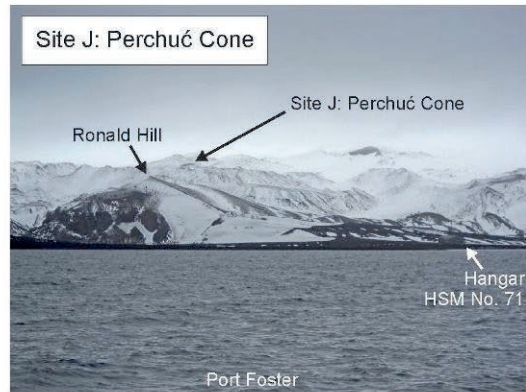 Site J: Perchuć Cone
Site J: Perchuć Cone
Ronald Hill
Hangar
HSM No. 71
Port Foster